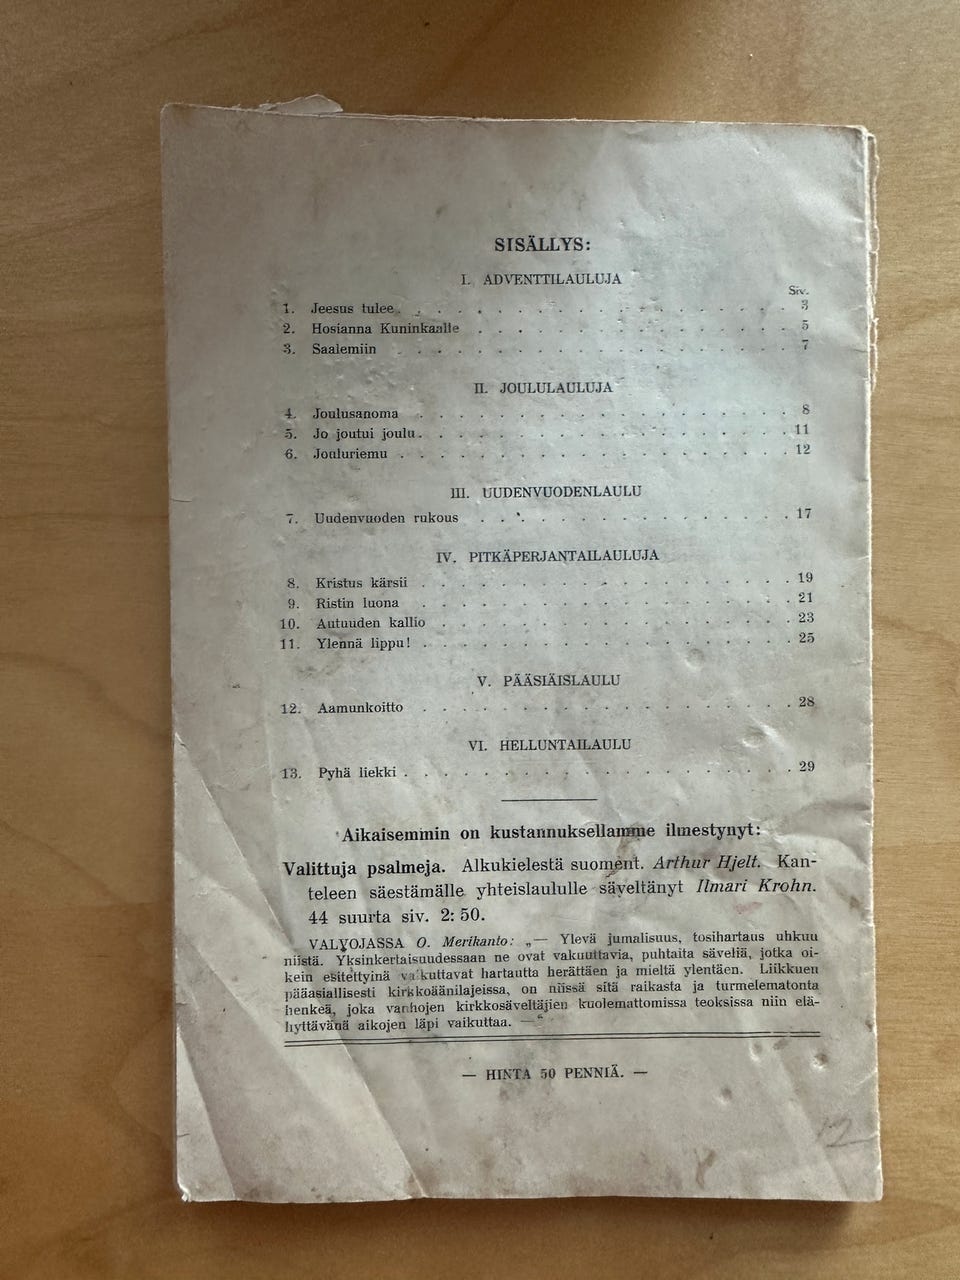 SISÄLLYS:
I. ADVENTTILAULUJA
Siv.
1. Jeesus tulee . . . . . . . . . . . . . . . . . . 3
2. Hosianna Kuninkaalle . . . . . . . . . . . . . . . 5
3. Saalemiin . . . . . . . . . . . . . . . . . . . 7
II. JOULULAULUJA
4. Joulusanoma . . . . . . . . . . . . . . . . . . 8
5. Jo joutui joulu . . . . . . . . . . . . . . . . . . 11
6. Jouluriemu . . . . . . . . . . . . . . . . . . . 12
III. UUDENVUODENLAULU
7. Uudenvuoden rukous . . . . . . . . . . . . . . . 17
IV. PITKÄPERJANTAILAULUJA
8. Kristus kärsii . . . . . . . . . . . . . . . . . . 19
9. Ristin luona . . . . . . . . . . . . . . . . . . 21
10. Autuuden kallio . . . . . . . . . . . . . . . . . 23
11. Ylennä lippu! . . . . . . . . . . . . . . . . . . 25
V. PÄÄSIÄISLAULU
12. Aamunkoitto . . . . . . . . . . . . . . . . . . 28
VI. HELLUNTAILAULU
13. Pyhä liekki . . . . . . . . . . . . . . . . . . . 29
Aikaisemmin on kustannuksellamme ilmestynyt:
Valittuja psalmeja. Alkukielestä suoment. Arthur Hjelt. Kan-
teleen säestämälle yhteislaululle säveltänyt Ilmari Krohn.
44 suurta siv. 2:50.
VALVOJASSA O. Merikanto: „— Ylevä jumalisuus, tosihartaus uhkuu
niistä. Yksinkertaisuudessaan ne ovat vakuuttavia, puhtaita säveliä, jotka oi-
kein esitettyinä vaikuttavat hartautta herättäen ja mieltä ylentäen. Liikkuen
pääasiallisesti kirkkoäänilajeissa, on niissä sitä raikasta ja turmelematonta
henkeä, joka vanhojen kirkkosäveltäjien kuolemattomissa teoksissa niin elä-
hyttävänä aikojen läpi vaikuttaa. —“
— HINTA 50 PENNIÄ. —
12